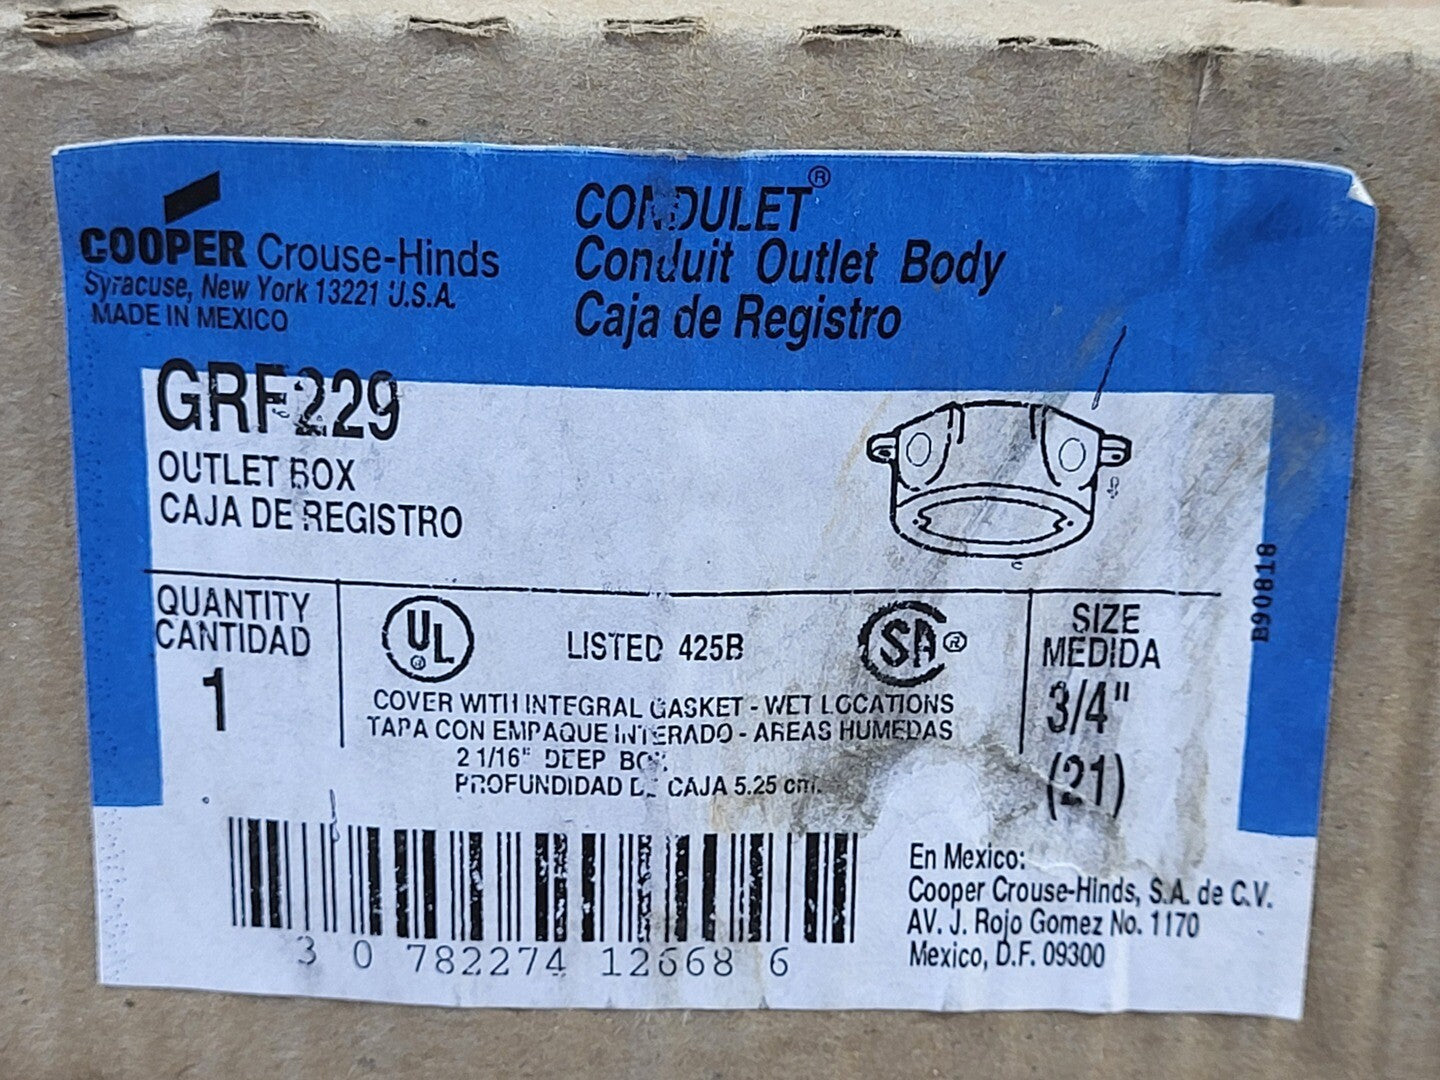 COOPER Crouse-Hinds
Syracuse, New York 13221 U.S.A.
MADE IN MEXICO
CONDULET®
Conduit Outlet Body
Caja de Registro
GRF229
OUTLET BOX
CAJA DE REGISTRO
QUANTITY
CANTIDAD
1
UL®
LISTED 425B
SA®
COVER WITH INTEGRAL GASKET - WET LOCATIONS
TAPA CON EMPAQUE INTERADO - AREAS HUMEDAS
2 1/16" DEEP BOX
PROFUNDIDAD DE CAJA 5.25 cm.
SIZE
MEDIDA
3/4"
(21)
B90818
3 0 782274 12668 6
En Mexico:
Cooper Crouse-Hinds, S.A. de C.V.
AV. J. Rojo Gomez No. 1170
Mexico, D.F. 09300